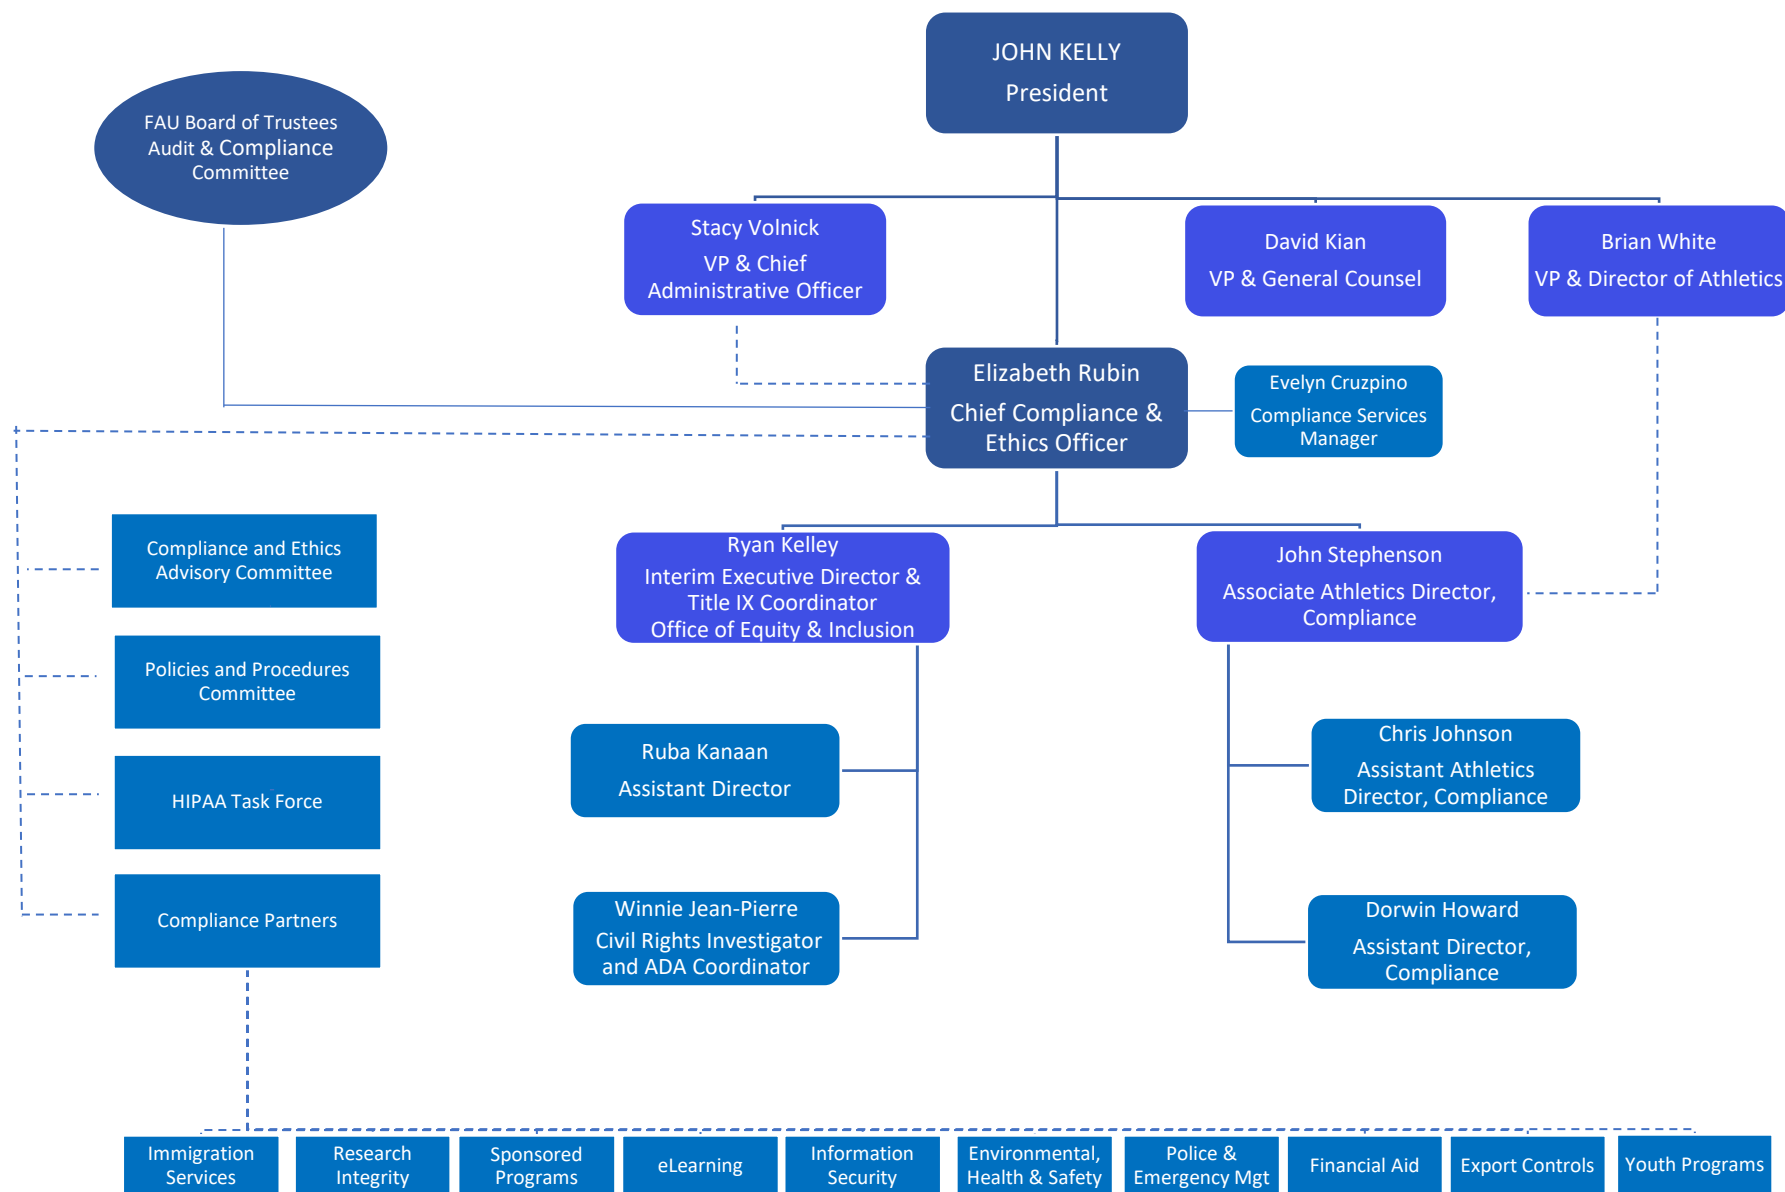 JOHN KELLY
President
FAU Board of Trustees
Audit & Compliance
Committee
Stacy Volnick
VP & Chief
Administrative Officer
David Kian
VP & General Counsel
Brian White
VP & Director of Athletics
Elizabeth Rubin
Chief Compliance &
Ethics Officer
Evelyn Cruzpino
Compliance Services
Manager
Compliance and Ethics
Advisory Committee
Policies and Procedures
Committee
HIPAA Task Force
Compliance Partners
Ryan Kelley
Interim Executive Director &
Title IX Coordinator
Office of Equity & Inclusion
John Stephenson
Associate Athletics Director,
Compliance
Ruba Kanaan
Assistant Director
Chris Johnson
Assistant Athletics
Director, Compliance
Winnie Jean-Pierre
Civil Rights Investigator
and ADA Coordinator
Dorwin Howard
Assistant Director,
Compliance
Immigration
Services
Research
Integrity
Sponsored
Programs
eLearning
Information
Security
Environmental,
Health & Safety
Police &
Emergency Mgt
Financial Aid
Export Controls
Youth Programs